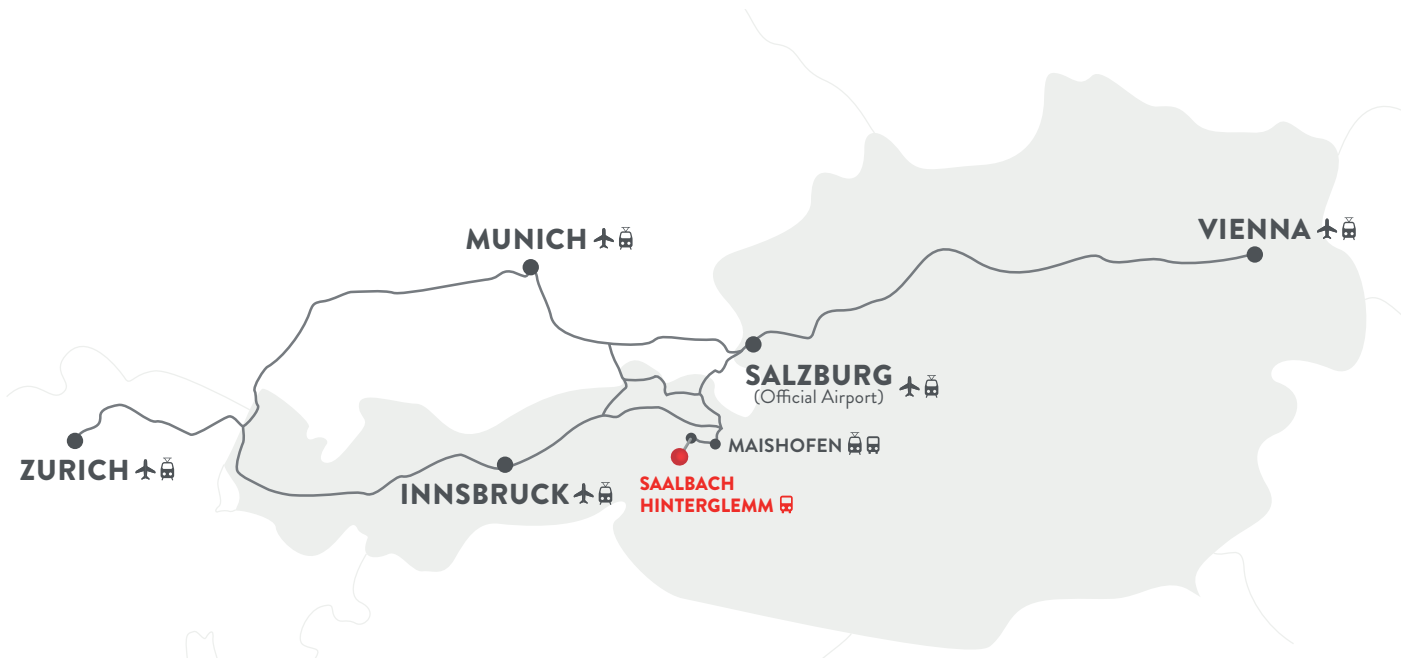 MUNICH
VIENNA
SALZBURG
(Official Airport)
MAISHOFEN
ZURICH
INNSBRUCK
SAALBACH
HINTERGLEMM